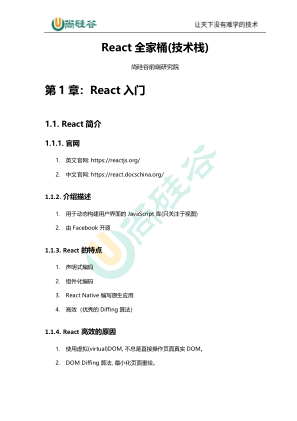 尚硅谷
让天下没有难学的技术
React 全家桶(技术栈)
尚硅谷前端研究院
第 1 章：React 入门
1.1. React 简介
1.1.1. 官网
1. 英文官网: https://reactjs.org/
2. 中文官网: https://react.docschina.org/
1.1.2. 介绍描述
1. 用于动态构建用户界面的 JavaScript 库(只关注于视图)
2. 由 Facebook 开源
1.1.3. React 的特点
1. 声明式编码
2. 组件化编码
3. React Native 编写原生应用
4. 高效（优秀的 Diffing 算法）
1.1.4. React 高效的原因
1. 使用虚拟(virtual)DOM, 不总是直接操作页面真实 DOM。
2. DOM Diffing 算法, 最小化页面重绘。
尚硅谷